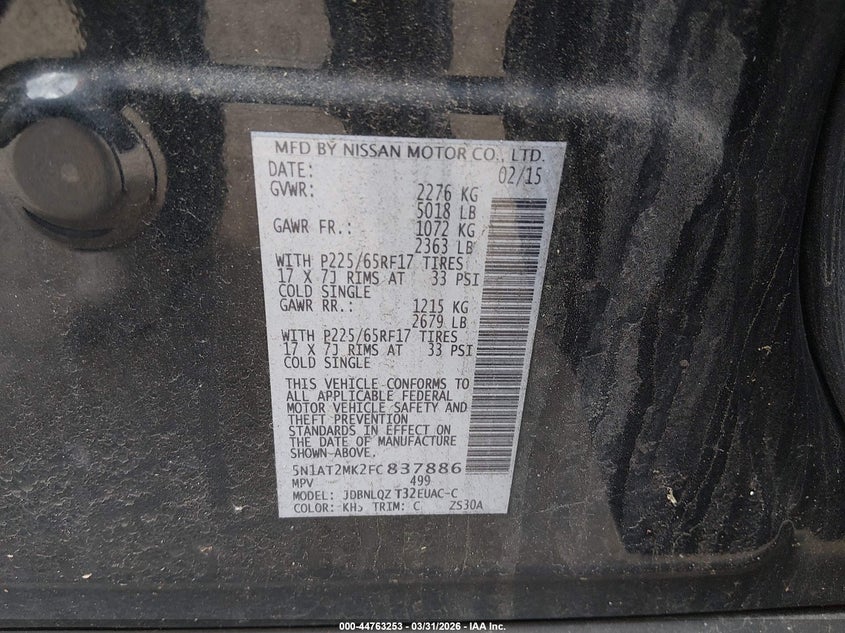 MFD BY NISSAN MOTOR CO., LTD.
DATE: 02/15
GVWR: 2276 KG
5018 LB
GAWR FR.: 1072 KG
2363 LB
WITH P225/65RF17 TIRES
17 X 7J RIMS AT 33 PSI
COLD SINGLE
GAWR RR.: 1215 KG
2679 LB
WITH P225/65RF17 TIRES
17 X 7J RIMS AT 33 PSI
COLD SINGLE
THIS VEHICLE CONFORMS TO
ALL APPLICABLE FEDERAL
MOTOR VEHICLE SAFETY AND
THEFT PREVENTION
STANDARDS IN EFFECT ON
THE DATE OF MANUFACTURE
SHOWN ABOVE.
5N1AT2MK2FC837886
MPV 499
MODEL: JDBNLQZ T32EUAC-C
COLOR: TRIM: C ZS30A
000-44763253 - 03/31/2026 - IAA Inc.